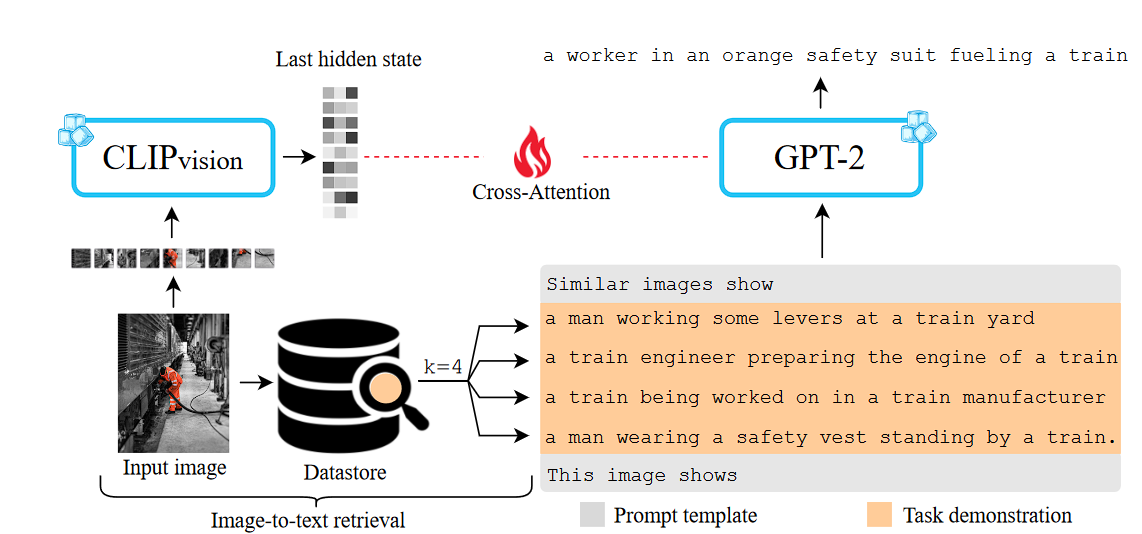 Last hidden state
a worker in an orange safety suit fueling a train
CLIPvision
GPT-2
Cross-Attention
Similar images show
a man working some levers at a train yard
a train engineer preparing the engine of a train
a train being worked on in a train manufacturer
a man wearing a safety vest standing by a train.
This image shows
k=4
Input image
Datastore
Image-to-text retrieval
Prompt template
Task demonstration